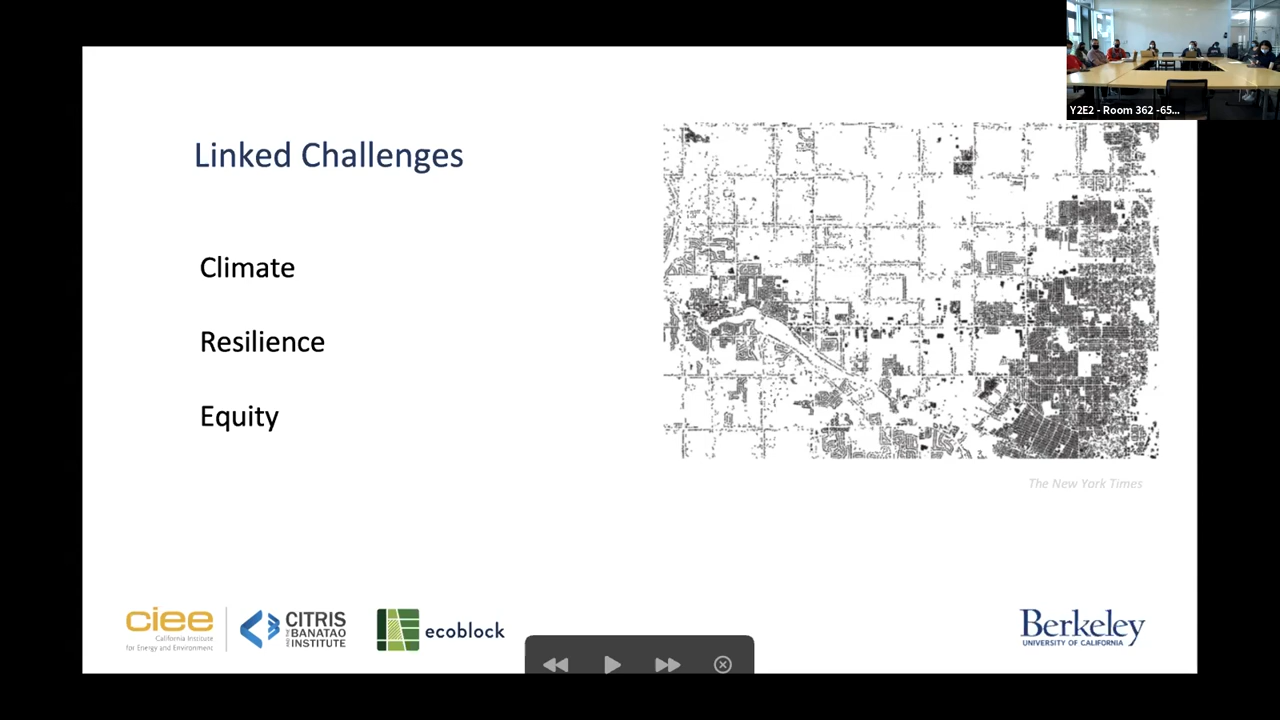 Y2E2 - Room 362 -65...
Linked Challenges
Climate
Resilience
Equity
The New York Times
ciee
California Institute
for Energy and Environment
CITRIS
AND THE
BANATAO
INSTITUTE
ecoblock
Berkeley
UNIVERSITY OF CALIFORNIA